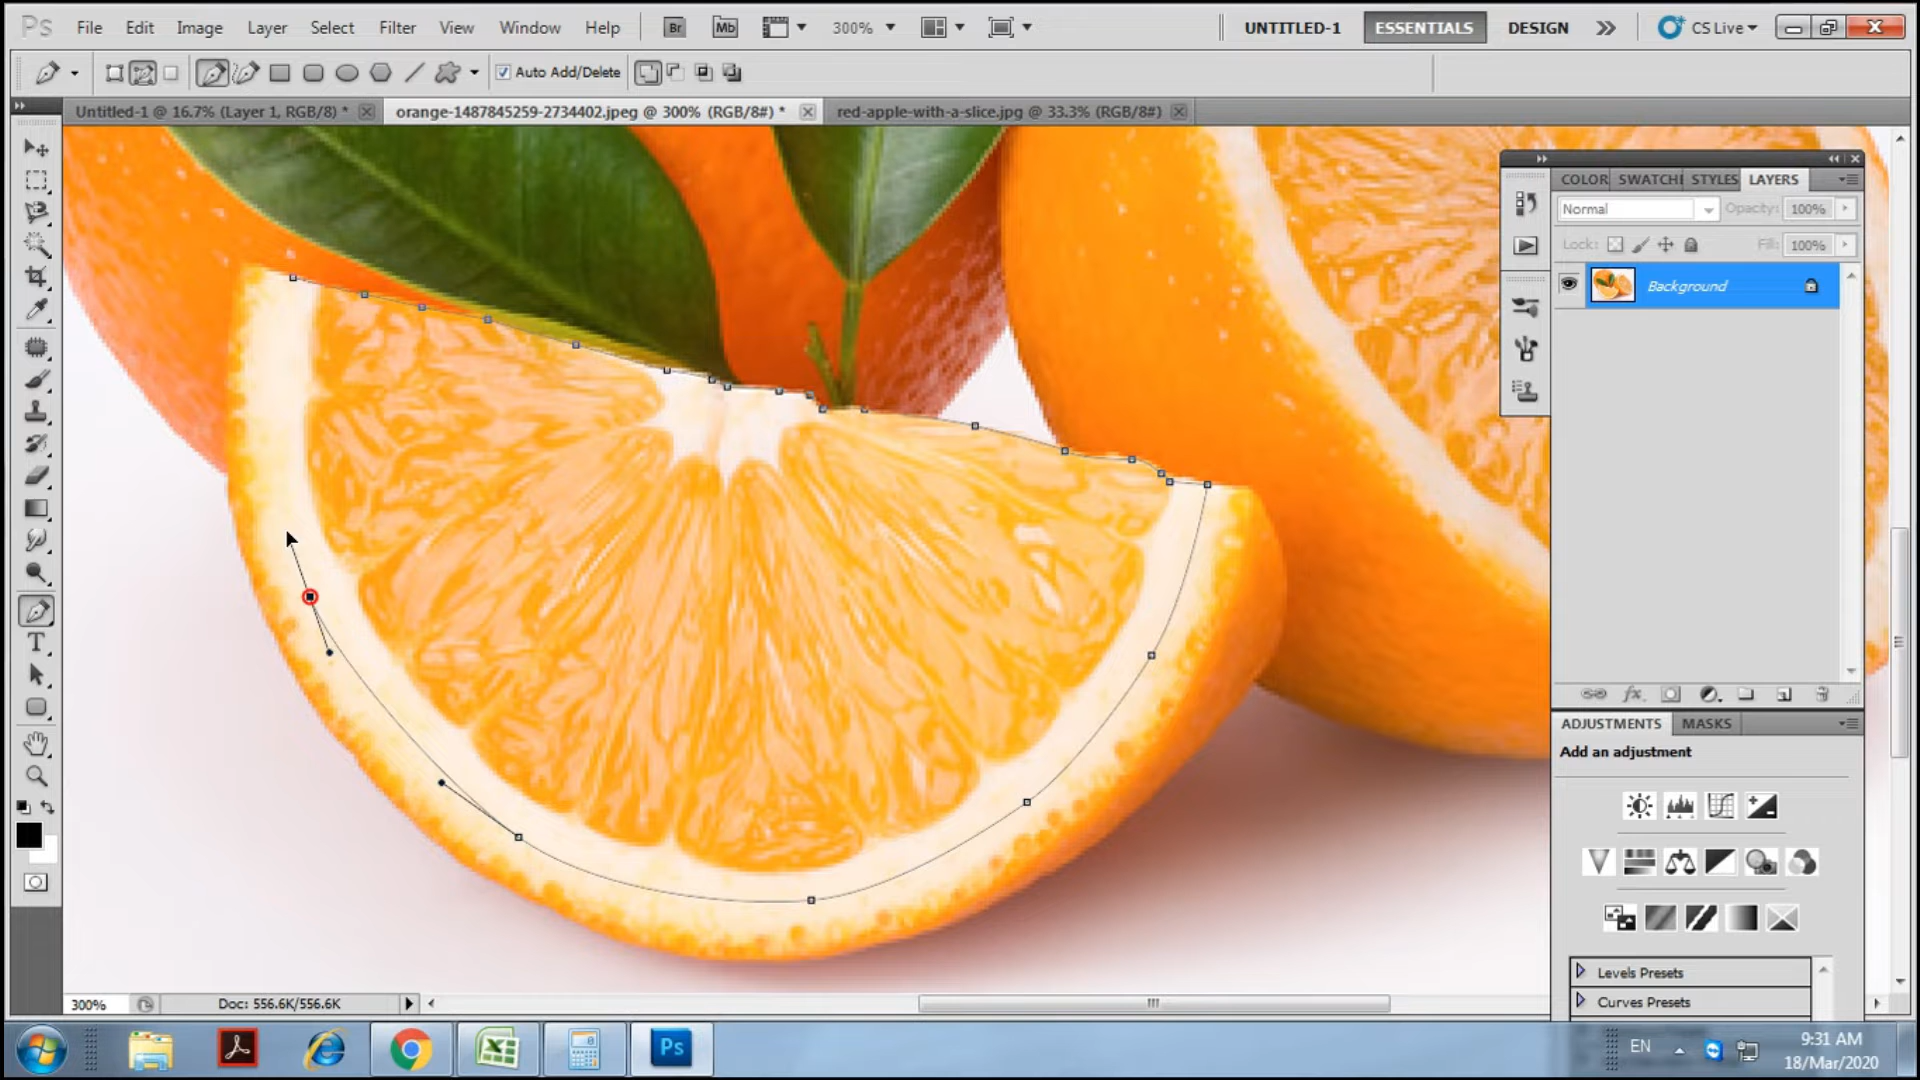 Ps File Edit Image Layer Select Filter View Window Help Br Mb 300% UNTITLED-1 ESSENTIALS DESIGN CS Live
Auto Add/Delete
Untitled-1 @ 16.7% (Layer 1, RGB/8) * orange-1487845259-2734402.jpeg @ 300% (RGB/8#) * red-apple-with-a-slice.jpg @ 33.3% (RGB/8#)
COLOR SWATCH STYLES LAYERS
Normal Opacity: 100%
Lock: Fill: 100%
Background
T
ADJUSTMENTS MASKS
Add an adjustment
Levels Presets
Curves Presets
300% Doc: 556.6K/556.6K
Ps EN 9:31 AM
18/Mar/2020